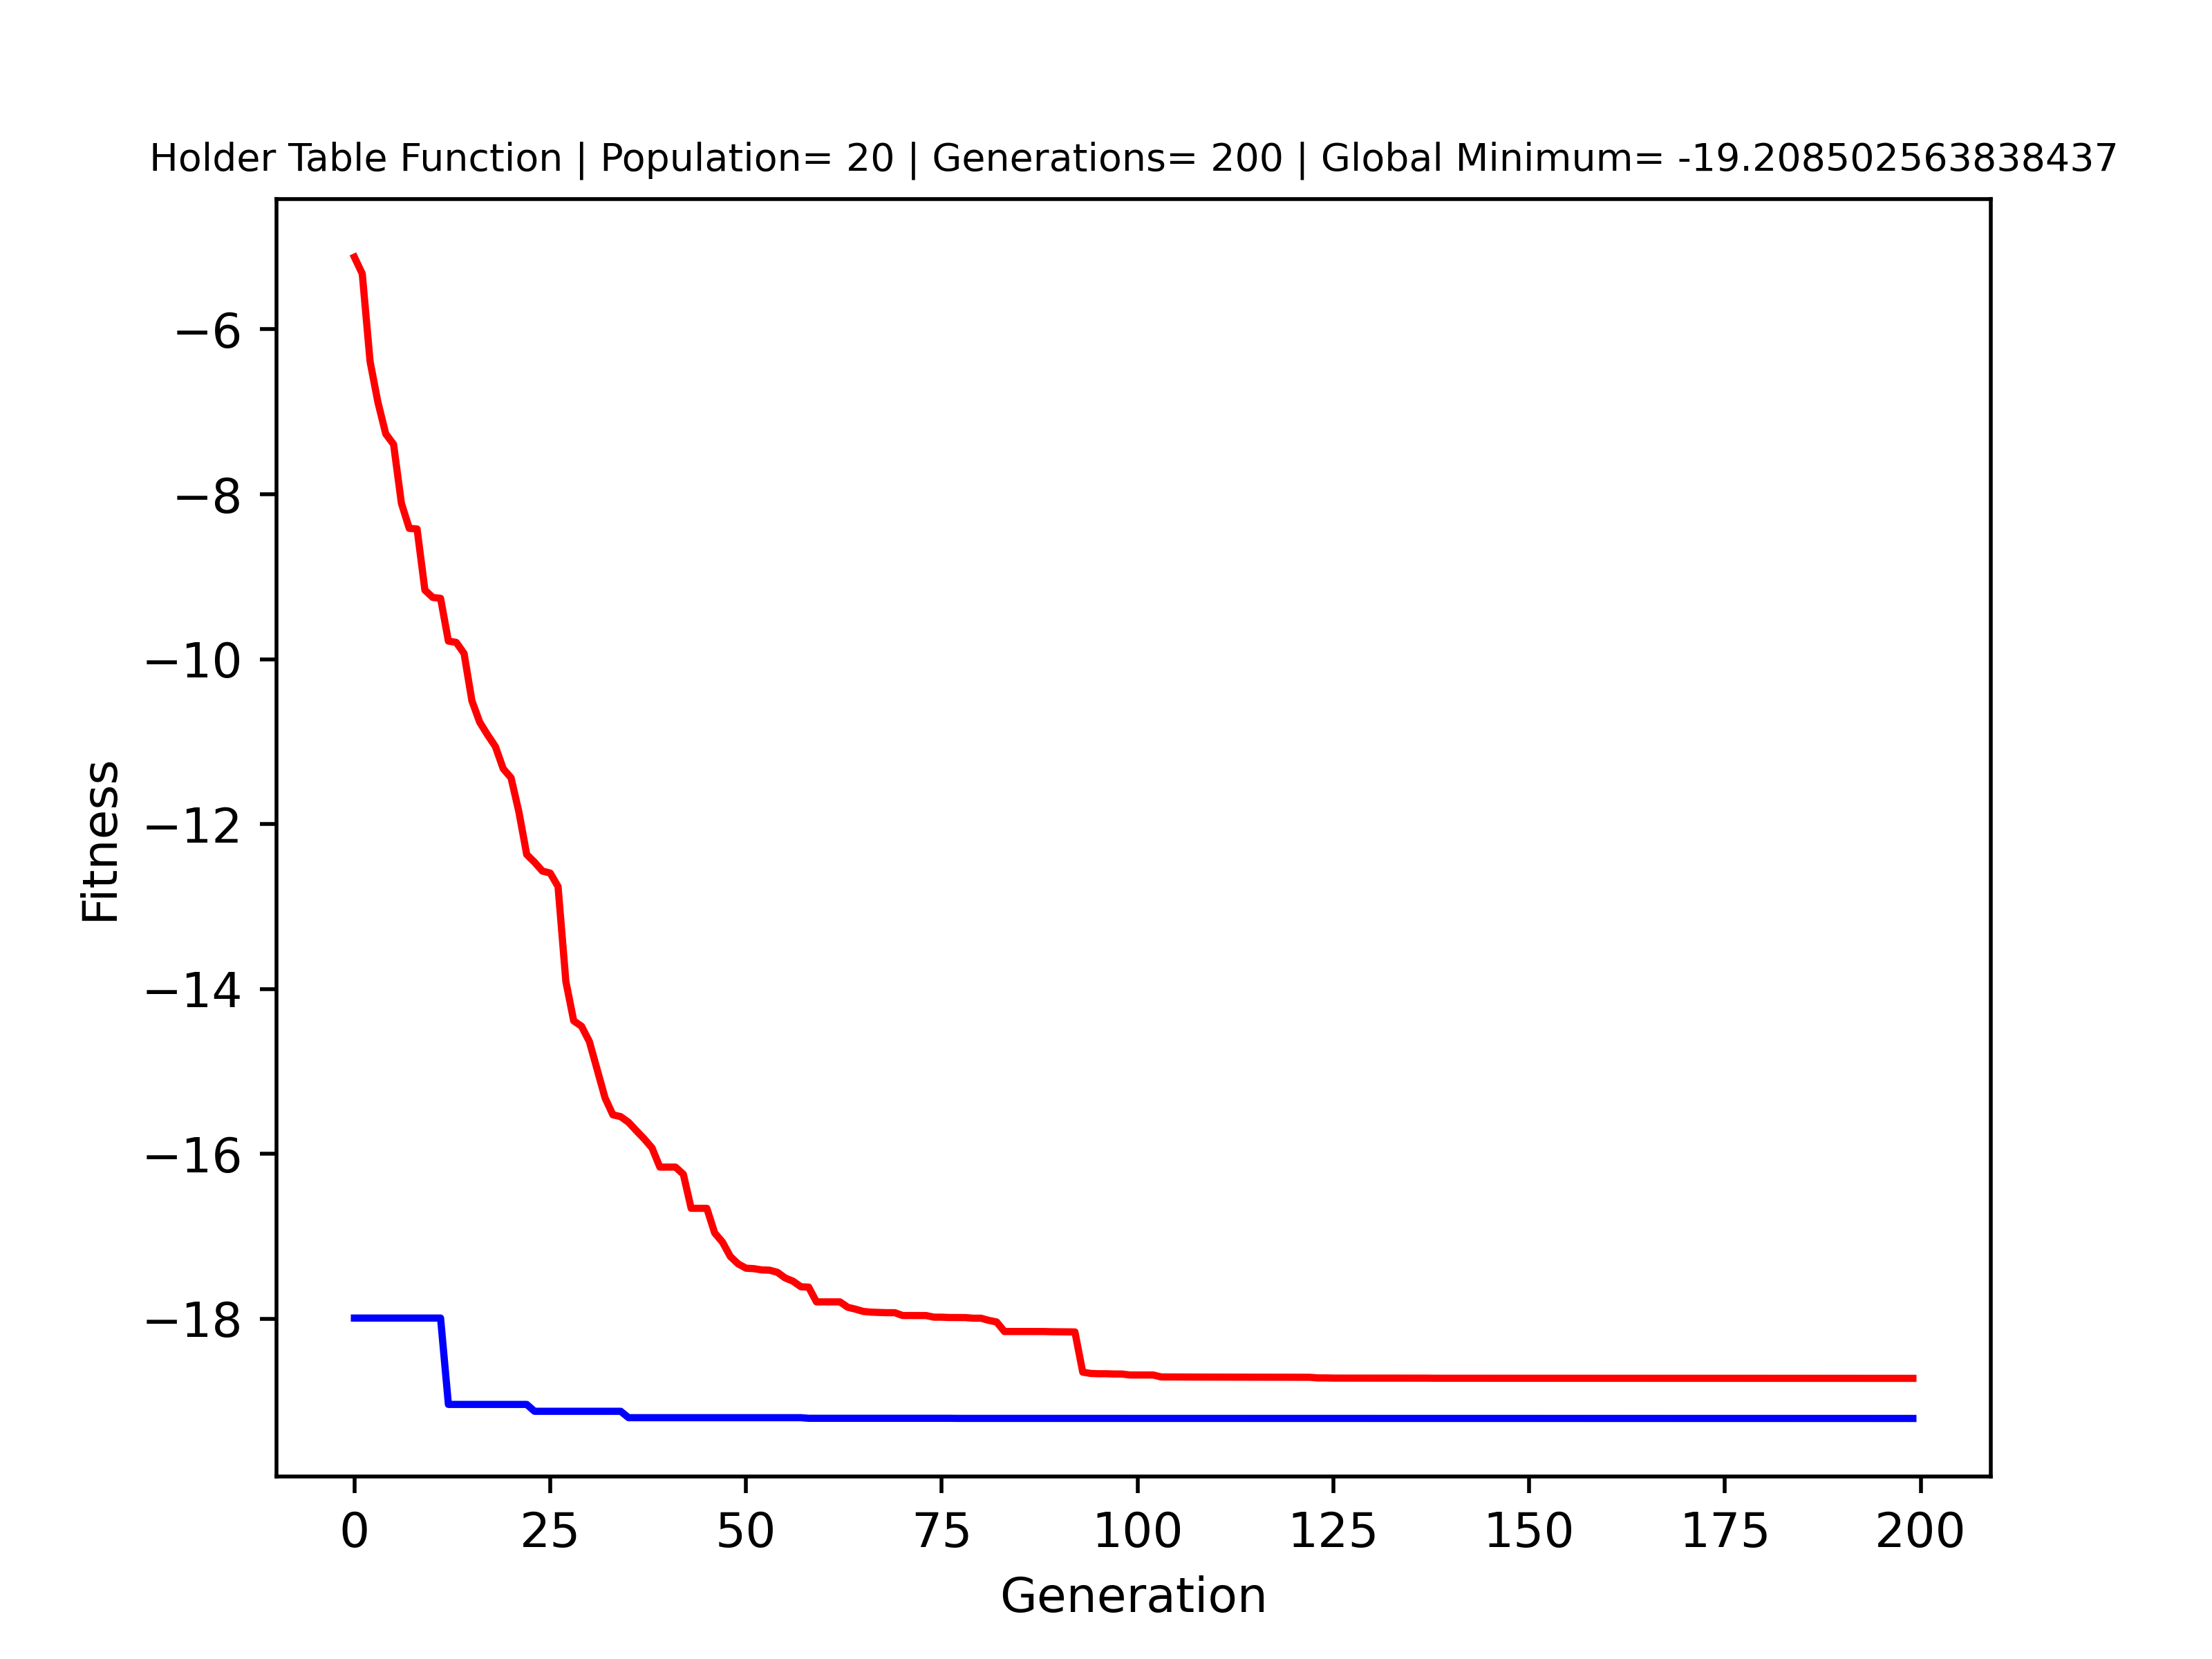 Holder Table Function | Population= 20 | Generations= 200 | Global Minimum= -19.208502563838437
−6
−8
−10
−12
−14
−16
−18
Fitness
0 25 50 75 100 125 150 175 200
Generation